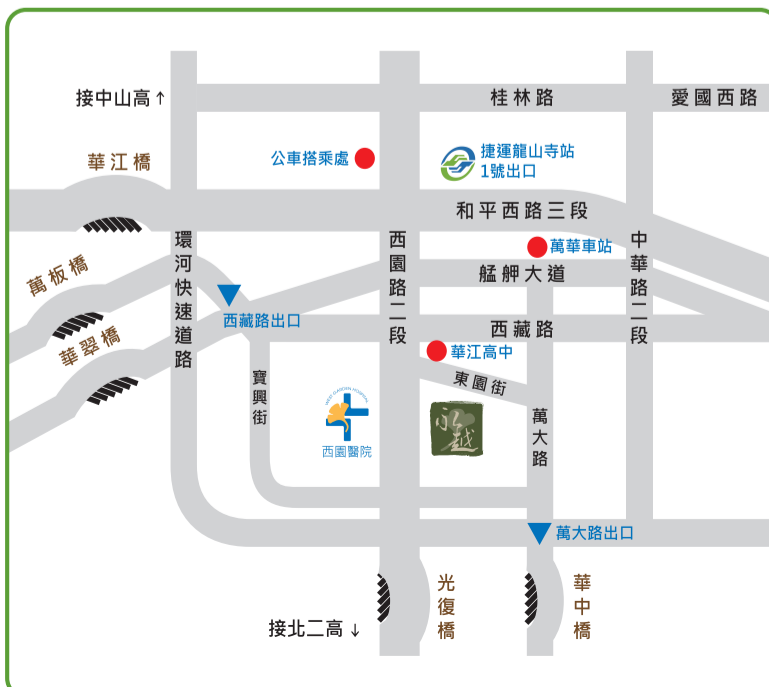 接中山高↑
桂林路
愛國西路
公車搭乘處
捷運龍山寺站
1號出口
華江橋
和平西路三段
萬華車站
環河快速道路
西園路二段
中華路二段
艋舺大道
萬板橋
西藏路出口
西藏路
華翠橋
華江高中
東園街
寶興街
WEST GARDEN HOSPITAL
西園醫院
永越
萬大路
萬大路出口
光復橋
華中橋
接北二高↓